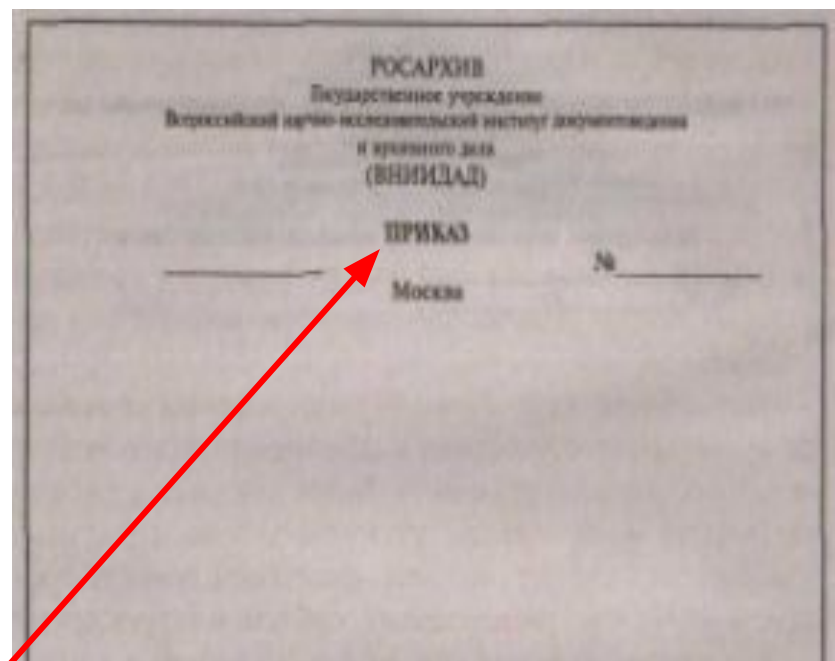 РОСАРХИВ
Государственное учреждение
Всероссийский научно-исследовательский институт документоведения
и архивного дела
(ВНИИДАД)
ПРИКАЗ
№
Москва